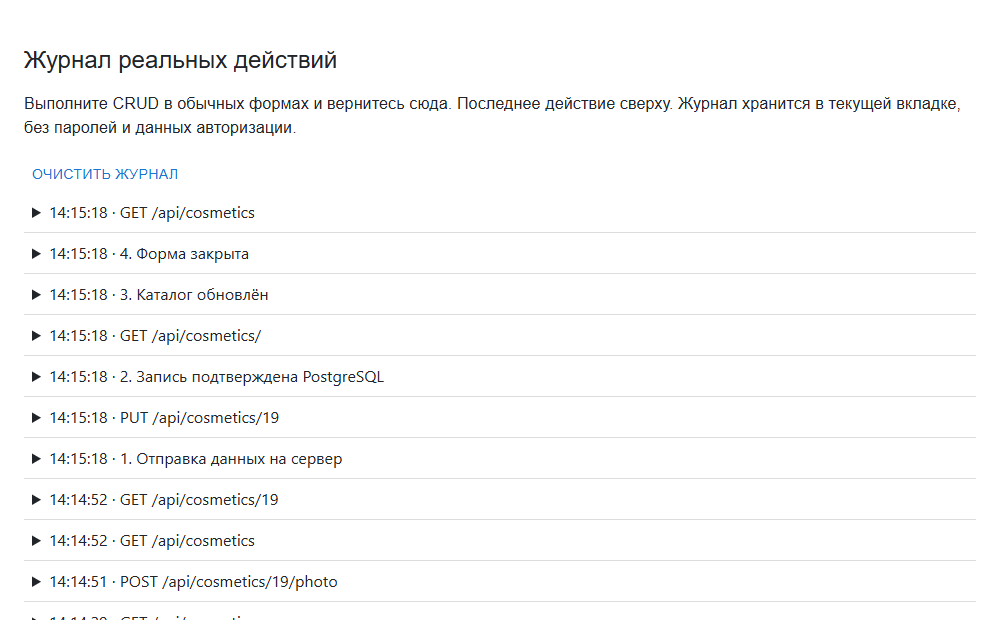 Журнал реальных действий
Выполните CRUD в обычных формах и вернитесь сюда. Последнее действие сверху. Журнал хранится в текущей вкладке,
без паролей и данных авторизации.
ОЧИСТИТЬ ЖУРНАЛ
14:15:18 · GET /api/cosmetics
14:15:18 · 4. Форма закрыта
14:15:18 · 3. Каталог обновлён
14:15:18 · GET /api/cosmetics/
14:15:18 · 2. Запись подтверждена PostgreSQL
14:15:18 · PUT /api/cosmetics/19
14:15:18 · 1. Отправка данных на сервер
14:14:52 · GET /api/cosmetics/19
14:14:52 · GET /api/cosmetics
14:14:51 · POST /api/cosmetics/19/photo